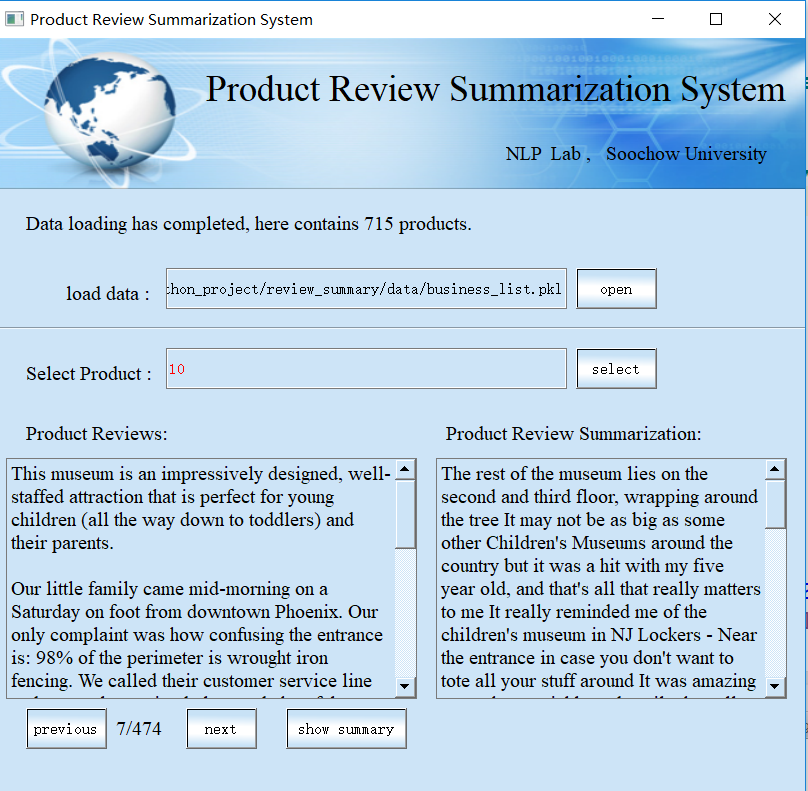 Product Review Summarization System
Product Review Summarization System
NLP Lab , Soochow University
Data loading has completed, here contains 715 products.
load data :
hon_project/review_summary/data/business_list.pkl
open
Select Product :
10
select
Product Reviews:
Product Review Summarization:
This museum is an impressively designed, well-
staffed attraction that is perfect for young
children (all the way down to toddlers) and
their parents.
Our little family came mid-morning on a
Saturday on foot from downtown Phoenix. Our
only complaint was how confusing the entrance
is: 98% of the perimeter is wrought iron
fencing. We called their customer service line
The rest of the museum lies on the
second and third floor, wrapping around
the tree It may not be as big as some
other Children's Museums around the
country but it was a hit with my five
year old, and that's all that really matters
to me It really reminded me of the
children's museum in NJ Lockers - Near
the entrance in case you don't want to
tote all your stuff around It was amazing
previous
7/474
next
show summary